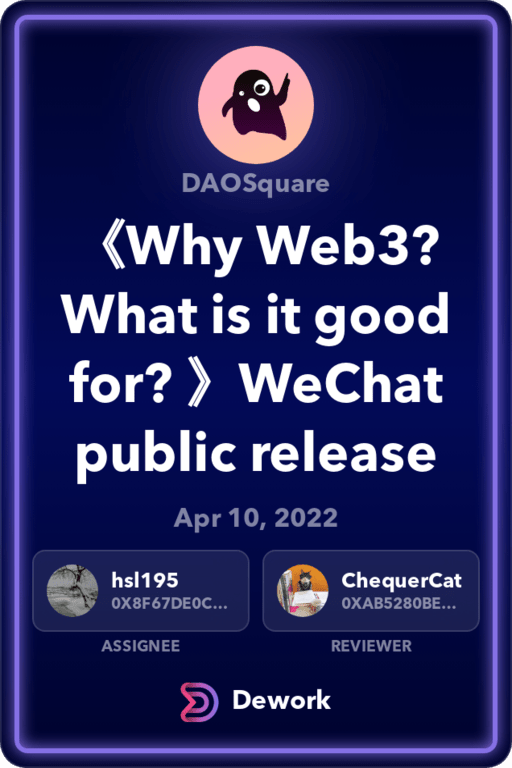 DAOSquare
《Why Web3?
What is it good
for? 》WeChat
public release
Apr 10, 2022
hsl195
0X8F67DE0C...
ASSIGNEE
ChequerCat
0XAB5280BE...
REVIEWER
Dework